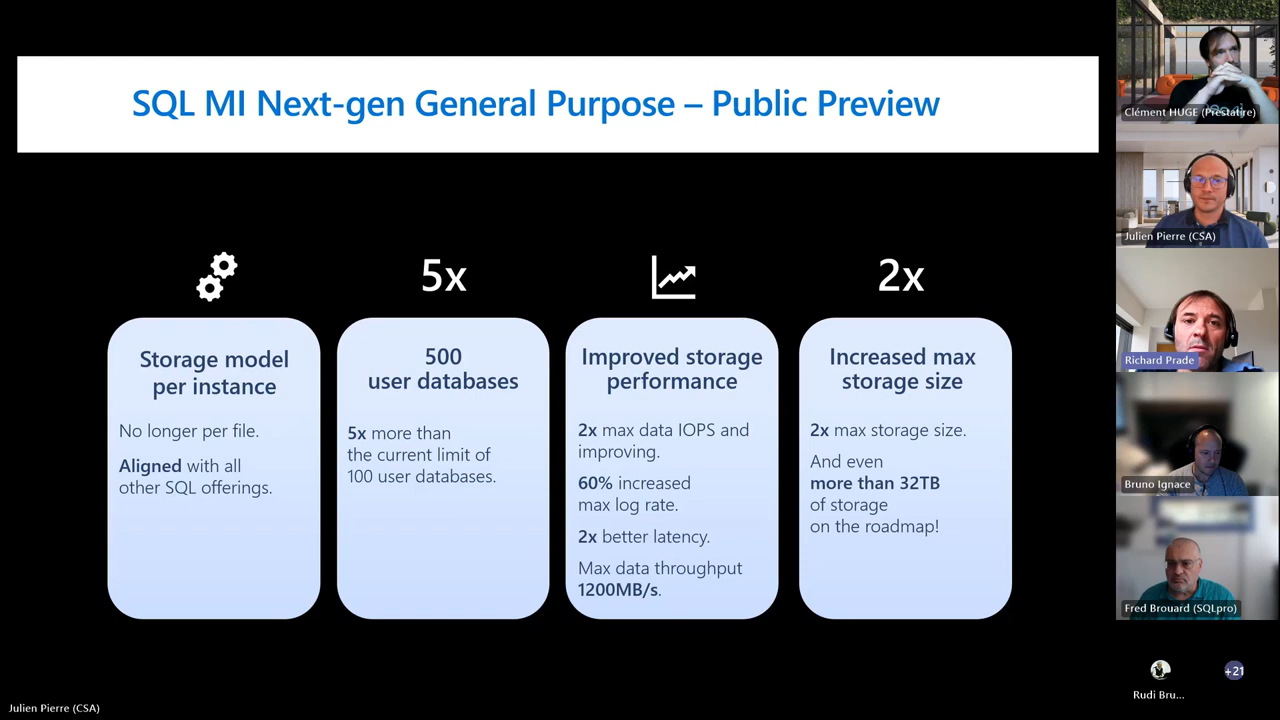 SQL MI Next-gen General Purpose – Public Preview
5x
2x
Storage model
per instance
No longer per file.
Aligned with all
other SQL offerings.
500
user databases
5x more than
the current limit of
100 user databases.
Improved storage
performance
2x max data IOPS and
improving.
60% increased
max log rate.
2x better latency.
Max data throughput
1200MB/s.
Increased max
storage size
2x max storage size.
And even
more than 32TB
of storage
on the roadmap!
Clément HUGE (Prestatire)
Julien Pierre (CSA)
Richard Prade
Bruno Ignace
Fred Brouard (SQLpro)
Rudi Bru...
+21
Julien Pierre (CSA)